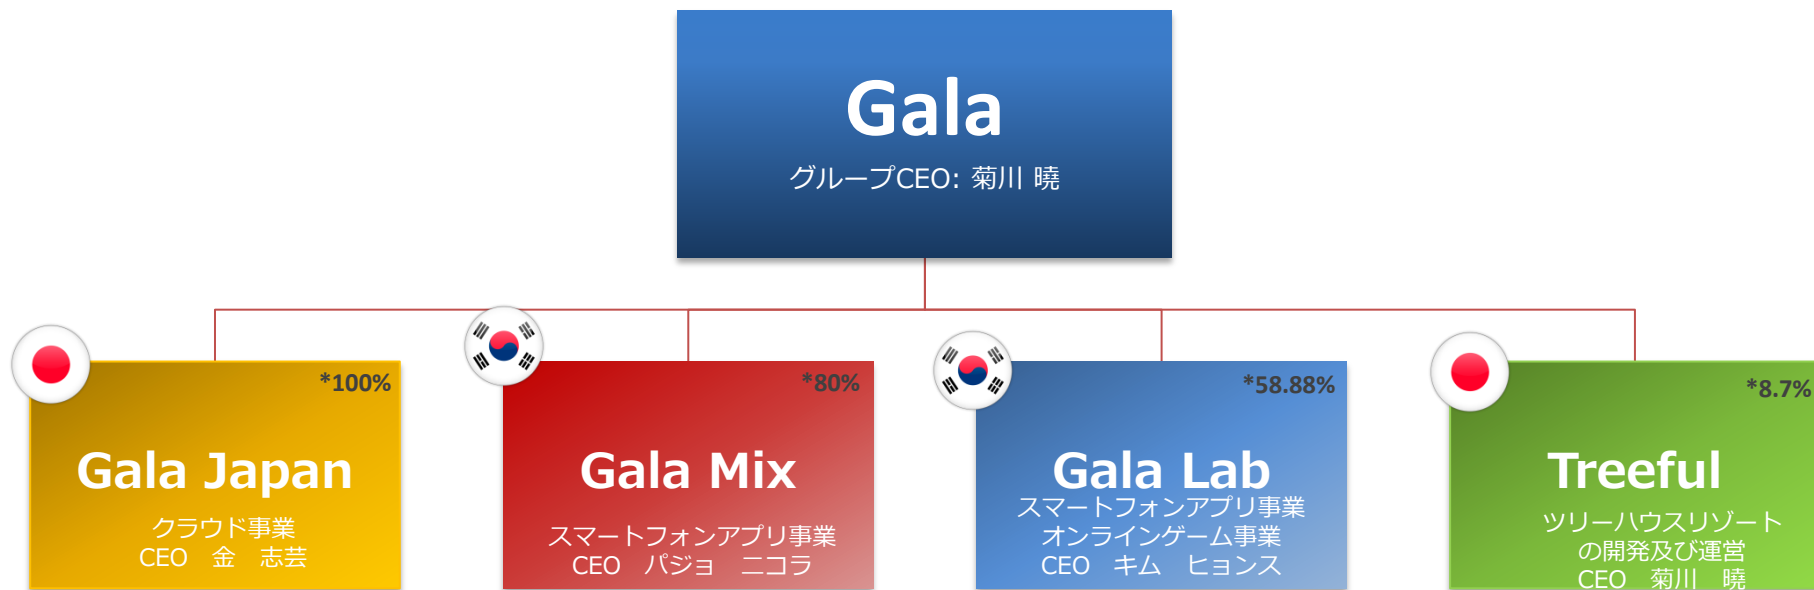 Gala
グループCEO: 菊川 曉
*100%
Gala Japan
クラウド事業
CEO　金　志芸
*80%
Gala Mix
スマートフォンアプリ事業
CEO　パジョ　ニコラ
*58.88%
Gala Lab
スマートフォンアプリ事業
オンラインゲーム事業
CEO　キム　ヒョンス
*8.7%
Treeful
ツリーハウスリゾート
の開発及び運営
CEO　菊川　曉